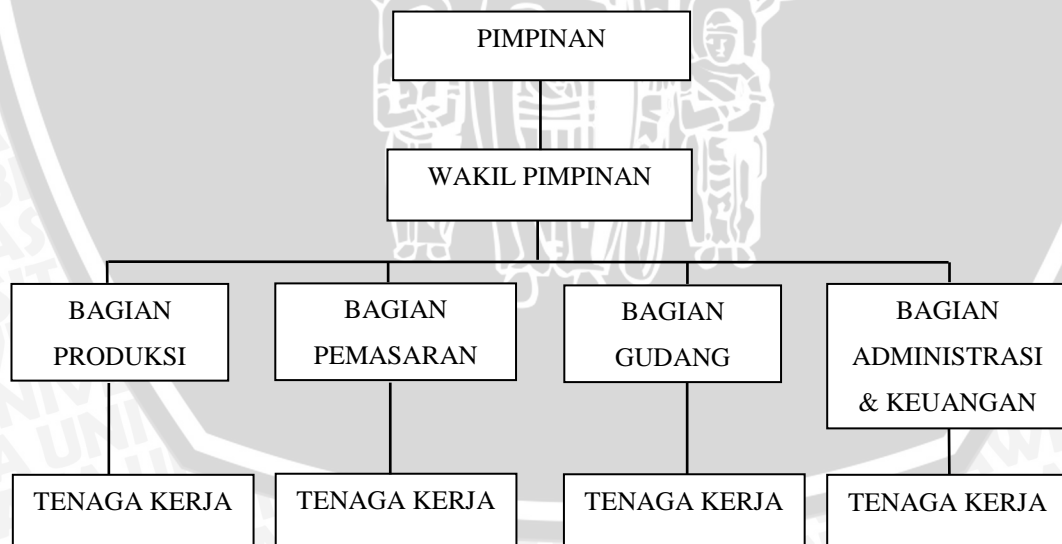 PIMPINAN
WAKIL PIMPINAN
BAGIAN
PRODUKSI
BAGIAN
PEMASARAN
BAGIAN
GUDANG
BAGIAN
ADMINISTRASI
& KEUANGAN
TENAGA KERJA
TENAGA KERJA
TENAGA KERJA
TENAGA KERJA